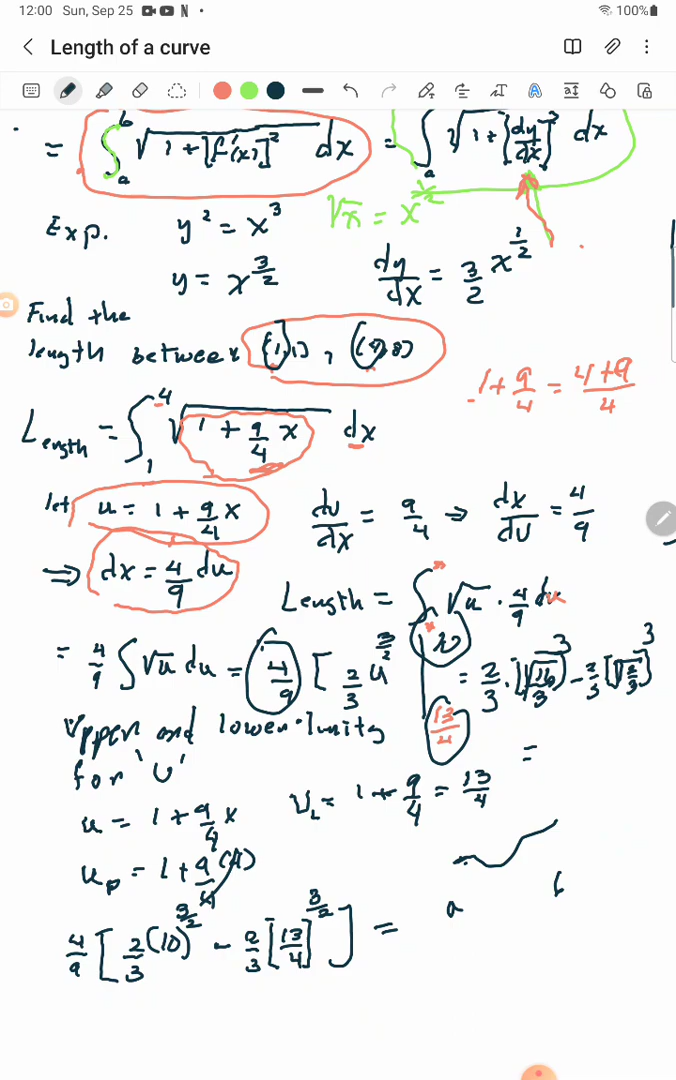 12:00 Sun, Sep 25 100%
Length of a curve
= ∫_a^b √(1 + [f'(x)]^2) dx = ∫_a √(1 + [dy/dx]^2) dx
√x = x^(1/2)
Exp. y^2 = x^3
y = x^(3/2) dy/dx = 3/2 x^(1/2)
Find the
length between (1,1), (4,8)
1 + 9/4 = (4+9)/4
Length = ∫_1^4 √(1 + 9/4 x) dx
let u = 1 + 9/4 x du/dx = 9/4 ⇒ dx/du = 4/9
⇒ dx = 4/9 du Length = ∫ √u · 4/9 du
= 4/9 ∫ √u du = 4/9 [ 2/3 u^(3/2) |_(13/4)^10
Upper and lower limits
for 'U' =
u = 1 + 9/4 x U_L = 1 + 9/4 = 13/4
u_p = 1 + 9/4 (4)
a b
4/9 [ 2/3 (10)^(3/2) - 2/3 [13/4]^(3/2) ] =